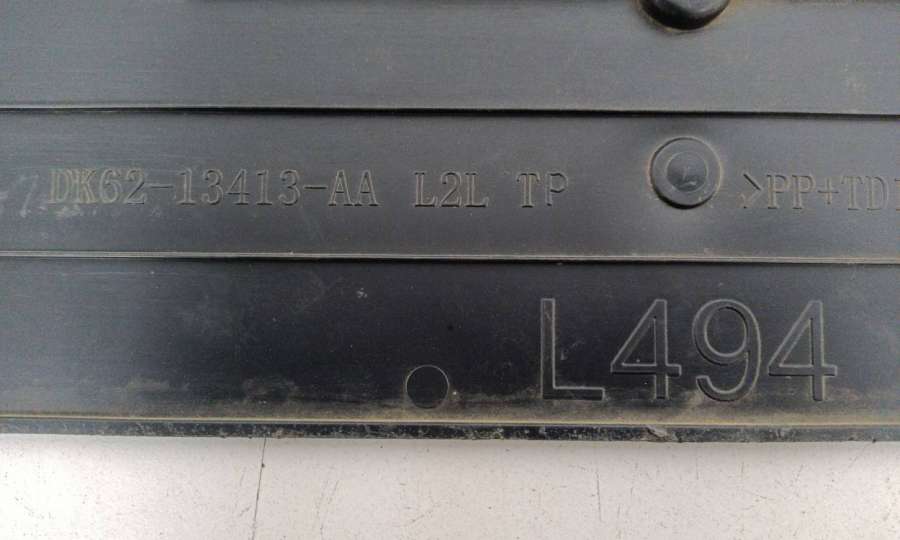 DK62-13413-AA L2L TP >PP+TD
L494